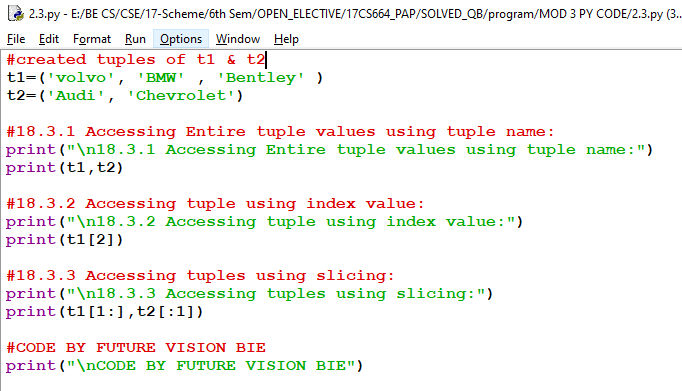 2.3.py - E:/BE CS/CSE/17-Scheme/6th Sem/OPEN_ELECTIVE/17CS664_PAP/SOLVED_QB/program/MOD 3 PY CODE/2.3.py (3...
File Edit Format Run Options Window Help
#created tuples of t1 & t2
t1=('volvo', 'BMW' , 'Bentley' )
t2=('Audi', 'Chevrolet')

#18.3.1 Accessing Entire tuple values using tuple name:
print("\n18.3.1 Accessing Entire tuple values using tuple name:")
print(t1,t2)

#18.3.2 Accessing tuple using index value:
print("\n18.3.2 Accessing tuple using index value:")
print(t1[2])

#18.3.3 Accessing tuples using slicing:
print("\n18.3.3 Accessing tuples using slicing:")
print(t1[1:],t2[:1])

#CODE BY FUTURE VISION BIE
print("\nCODE BY FUTURE VISION BIE")